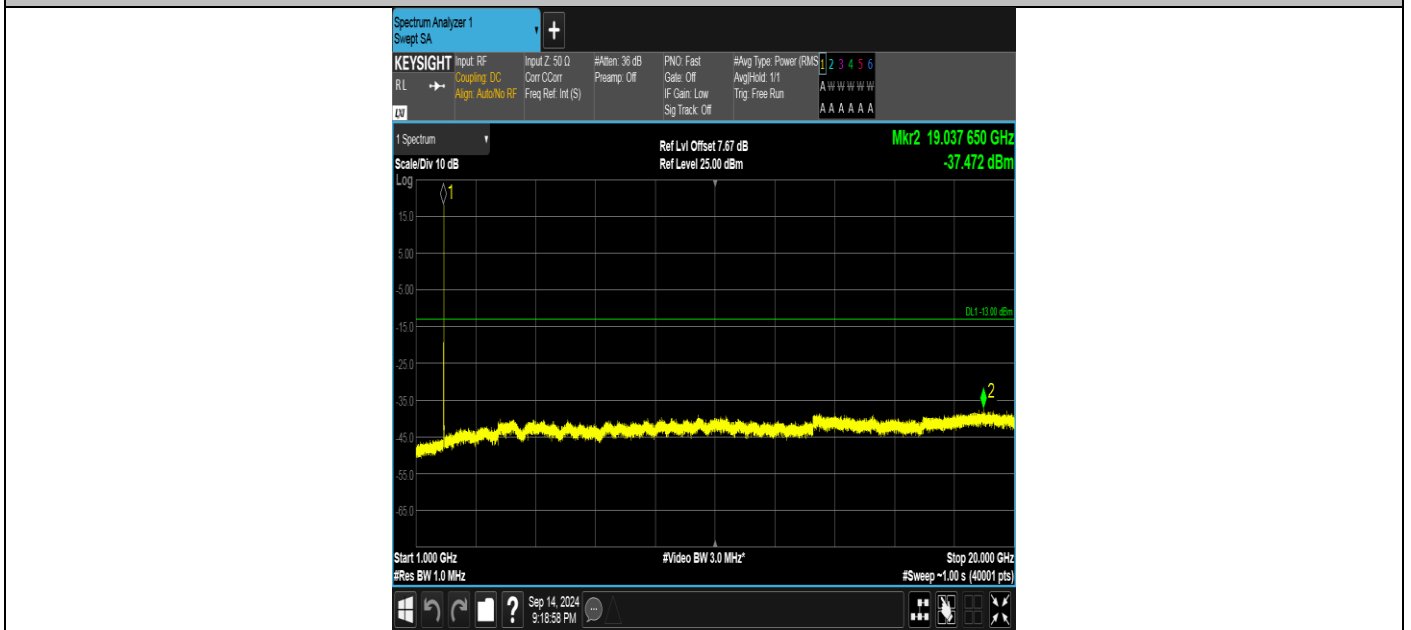 Spectrum Analyzer 1
Swept SA
+
KEYSIGHT
RL
LXI
Input: RF
Coupling: DC
Align: Auto/No RF
Input Z: 50 Ω
Corr CCorr
Freq Ref: Int (S)
#Atten: 36 dB
Preamp: Off
PNO: Fast
Gate: Off
IF Gain: Low
Sig Track: Off
#Avg Type: Power (RMS
Avg|Hold: 1/1
Trig: Free Run
1 2 3 4 5 6
A W W W W W
A A A A A A
1 Spectrum
Scale/Div 10 dB
Log
Ref Lvl Offset 7.67 dB
Ref Level 25.00 dBm
Mkr2 19.037 650 GHz
-37.472 dBm
1
15.0
5.00
-5.00
DL1 -13.00 dBm
-15.0
-25.0
-35.0
2
-45.0
-55.0
-65.0
Start 1.000 GHz
#Video BW 3.0 MHz*
Stop 20.000 GHz
#Res BW 1.0 MHz
#Sweep ~1.00 s (40001 pts)
?
Sep 14, 2024
9:18:58 PM